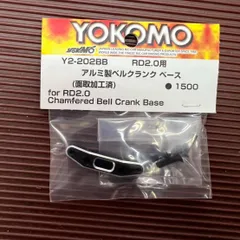 YOKOMO
Y2-202BB RD2.0用
アルミ製ベルクランク ベース
(面取加工済) ●1500
for RD2.0
Chamfered Bell Crank Base